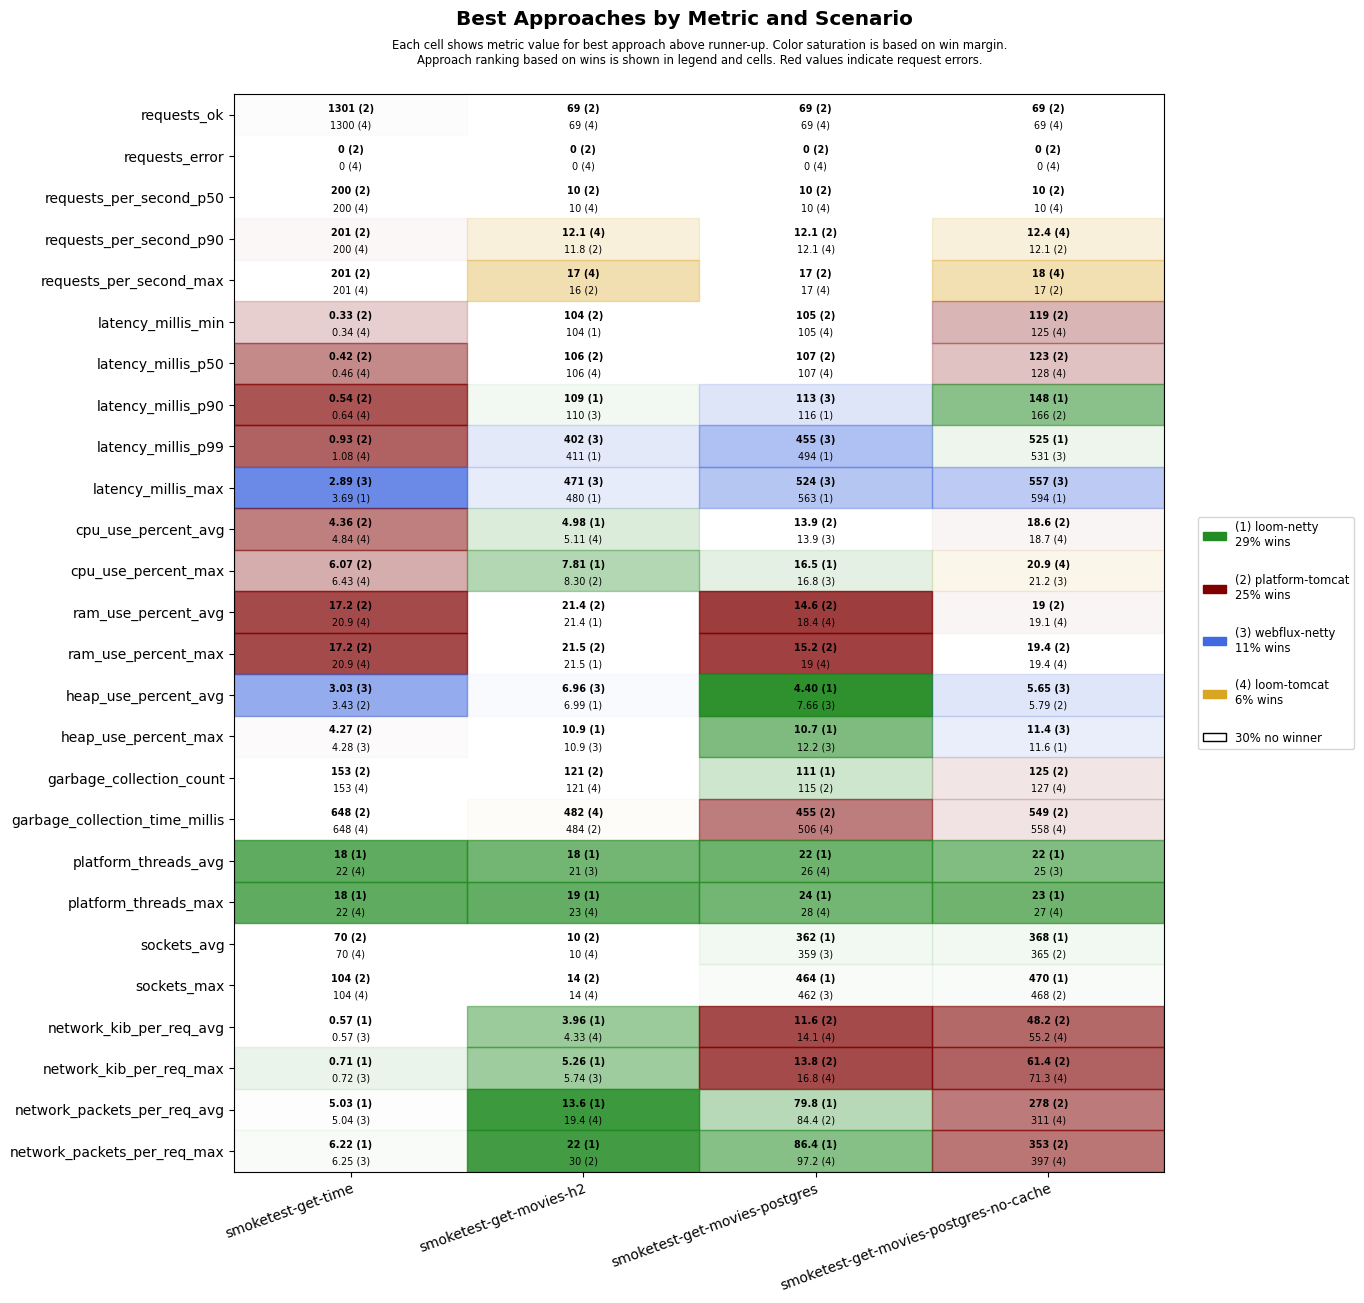 Best Approaches by Metric and Scenario
Each cell shows metric value for best approach above runner-up. Color saturation is based on win margin.
Approach ranking based on wins is shown in legend and cells. Red values indicate request errors.
requests_ok
1301 (2) 69 (2) 69 (2) 69 (2)
1300 (4) 69 (4) 69 (4) 69 (4)
requests_error
0 (2) 0 (2) 0 (2) 0 (2)
0 (4) 0 (4) 0 (4) 0 (4)
requests_per_second_p50
200 (2) 10 (2) 10 (2) 10 (2)
200 (4) 10 (4) 10 (4) 10 (4)
requests_per_second_p90
201 (2) 12.1 (4) 12.1 (2) 12.4 (4)
200 (4) 11.8 (2) 12.1 (4) 12.1 (2)
requests_per_second_max
201 (2) 17 (4) 17 (2) 18 (4)
201 (4) 16 (2) 17 (4) 17 (2)
latency_millis_min
0.33 (2) 104 (2) 105 (2) 119 (2)
0.34 (4) 104 (1) 105 (4) 125 (4)
latency_millis_p50
0.42 (2) 106 (2) 107 (2) 123 (2)
0.46 (4) 106 (4) 107 (4) 128 (4)
latency_millis_p90
0.54 (2) 109 (1) 113 (3) 148 (1)
0.64 (4) 110 (3) 116 (1) 166 (2)
latency_millis_p99
0.93 (2) 402 (3) 455 (3) 525 (1)
1.08 (4) 411 (1) 494 (1) 531 (3)
latency_millis_max
2.89 (3) 471 (3) 524 (3) 557 (3)
3.69 (1) 480 (1) 563 (1) 594 (1)
cpu_use_percent_avg
4.36 (2) 4.98 (1) 13.9 (2) 18.6 (2)
4.84 (4) 5.11 (4) 13.9 (3) 18.7 (4)
cpu_use_percent_max
6.07 (2) 7.81 (1) 16.5 (1) 20.9 (4)
6.43 (4) 8.30 (2) 16.8 (3) 21.2 (3)
ram_use_percent_avg
17.2 (2) 21.4 (2) 14.6 (2) 19 (2)
20.9 (4) 21.4 (1) 18.4 (4) 19.1 (4)
ram_use_percent_max
17.2 (2) 21.5 (2) 15.2 (2) 19.4 (2)
20.9 (4) 21.5 (1) 19 (4) 19.4 (4)
heap_use_percent_avg
3.03 (3) 6.96 (3) 4.40 (1) 5.65 (3)
3.43 (2) 6.99 (1) 7.66 (3) 5.79 (2)
heap_use_percent_max
4.27 (2) 10.9 (1) 10.7 (1) 11.4 (3)
4.28 (3) 10.9 (3) 12.2 (3) 11.6 (1)
garbage_collection_count
153 (2) 121 (2) 111 (1) 125 (2)
153 (4) 121 (4) 115 (2) 127 (4)
garbage_collection_time_millis
648 (2) 482 (4) 455 (2) 549 (2)
648 (4) 484 (2) 506 (4) 558 (4)
platform_threads_avg
18 (1) 18 (1) 22 (1) 22 (1)
22 (4) 21 (3) 26 (4) 25 (3)
platform_threads_max
18 (1) 19 (1) 24 (1) 23 (1)
22 (4) 23 (4) 28 (4) 27 (4)
sockets_avg
70 (2) 10 (2) 362 (1) 368 (1)
70 (4) 10 (4) 359 (3) 365 (2)
sockets_max
104 (2) 14 (2) 464 (1) 470 (1)
104 (4) 14 (4) 462 (3) 468 (2)
network_kib_per_req_avg
0.57 (1) 3.96 (1) 11.6 (2) 48.2 (2)
0.57 (3) 4.33 (4) 14.1 (4) 55.2 (4)
network_kib_per_req_max
0.71 (1) 5.26 (1) 13.8 (2) 61.4 (2)
0.72 (3) 5.74 (3) 16.8 (4) 71.3 (4)
network_packets_per_req_avg
5.03 (1) 13.6 (1) 79.8 (1) 278 (2)
5.04 (3) 19.4 (4) 84.4 (2) 311 (4)
network_packets_per_req_max
6.22 (1) 22 (1) 86.4 (1) 353 (2)
6.25 (3) 30 (2) 97.2 (4) 397 (4)
smoketest-get-time
smoketest-get-movies-h2
smoketest-get-movies-postgres
smoketest-get-movies-postgres-no-cache
(1) loom-netty
29% wins
(2) platform-tomcat
25% wins
(3) webflux-netty
11% wins
(4) loom-tomcat
6% wins
30% no winner